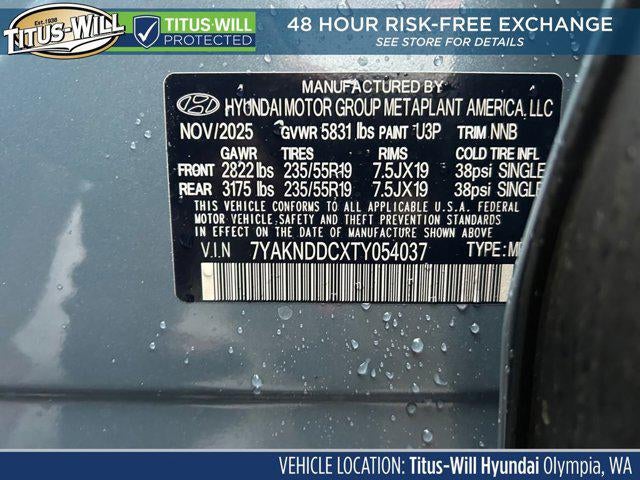 Est. 1938
TITUS-WILL
TITUS-WILL
PROTECTED
48 HOUR RISK-FREE EXCHANGE
SEE STORE FOR DETAILS
MANUFACTURED BY
HYUNDAI MOTOR GROUP METAPLANT AMERICA, LLC
NOV/2025 GVWR 5831 lbs PAINT U3P TRIM NNB
GAWR TIRES RIMS COLD TIRE INFL
FRONT 2822 lbs 235/55R19 7.5JX19 38psi SINGLE
REAR 3175 lbs 235/55R19 7.5JX19 38psi SINGLE
THIS VEHICLE CONFORMS TO ALL APPLICABLE U.S.A. FEDERAL
MOTOR VEHICLE SAFETY AND THEFT PREVENTION STANDARDS
IN EFFECT ON THE DATE OF MANUFACTURE SHOWN ABOVE.
V.I.N 7YAKNDDCXTY054037 TYPE:
VEHICLE LOCATION: Titus-Will Hyundai Olympia, WA